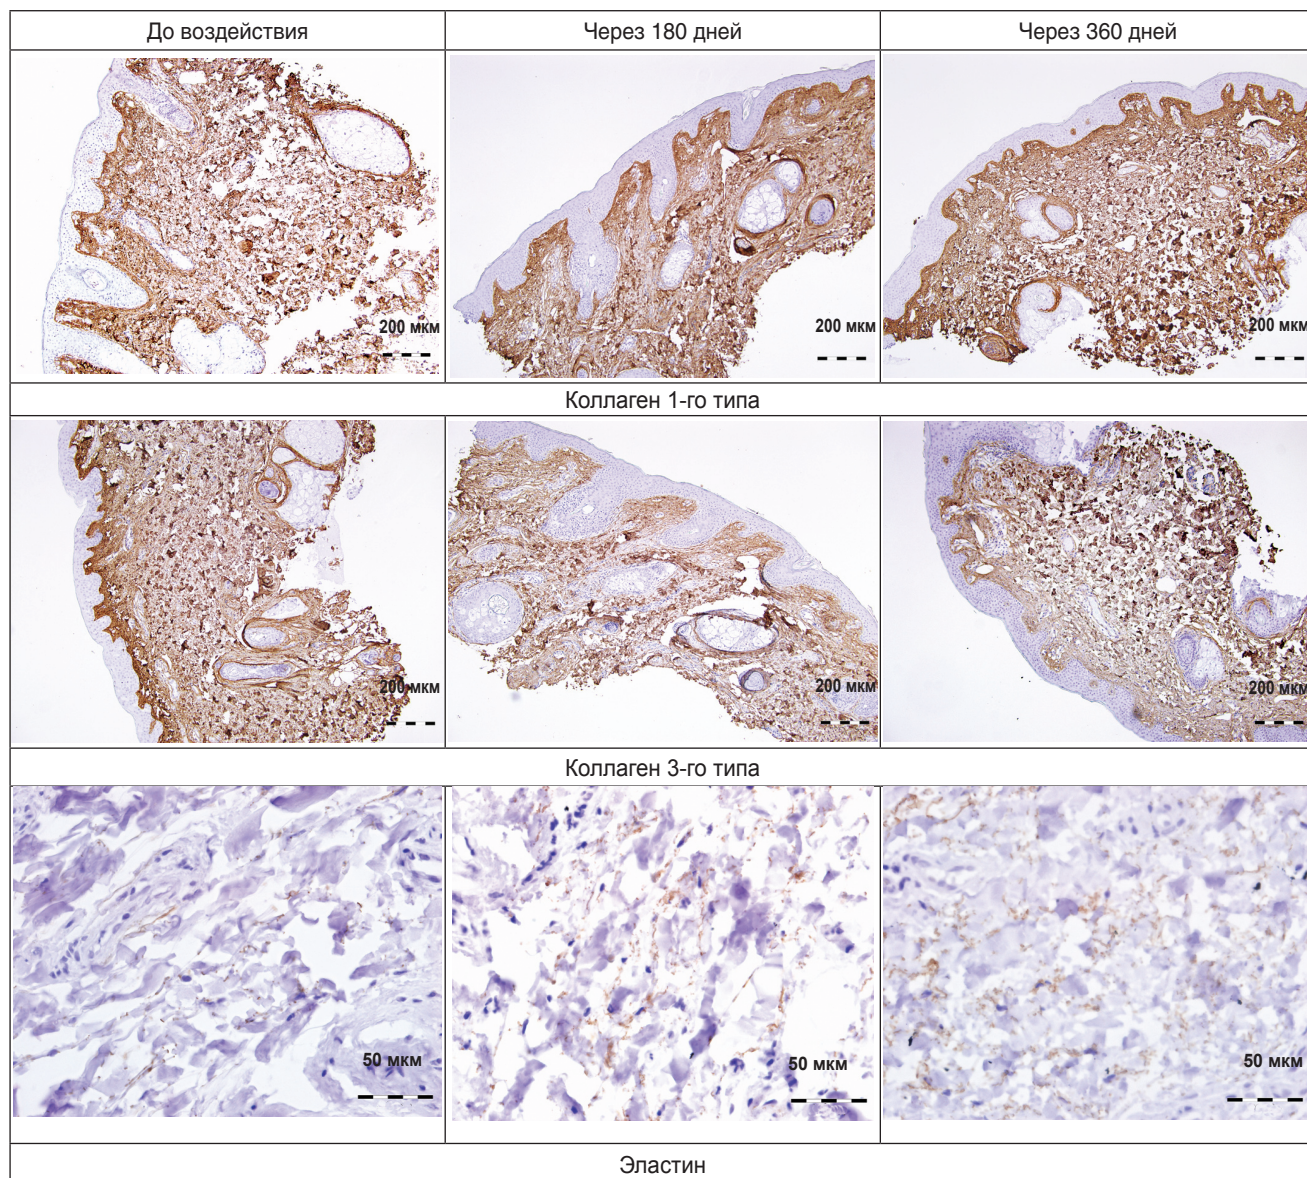 До воздействия
Через 180 дней
Через 360 дней
200 мкм
200 мкм
200 мкм
Коллаген 1-го типа
200 мкм
200 мкм
200 мкм
Коллаген 3-го типа
50 мкм
50 мкм
50 мкм
Эластин